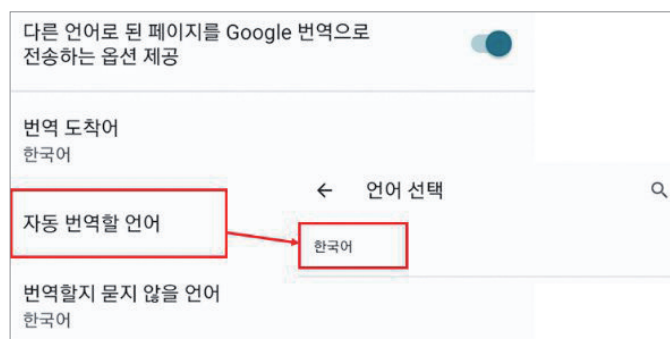 다른 언어로 된 페이지를 Google 번역으로
전송하는 옵션 제공
번역 도착어
한국어
자동 번역할 언어
번역할지 묻지 않을 언어
한국어
← 언어 선택
한국어